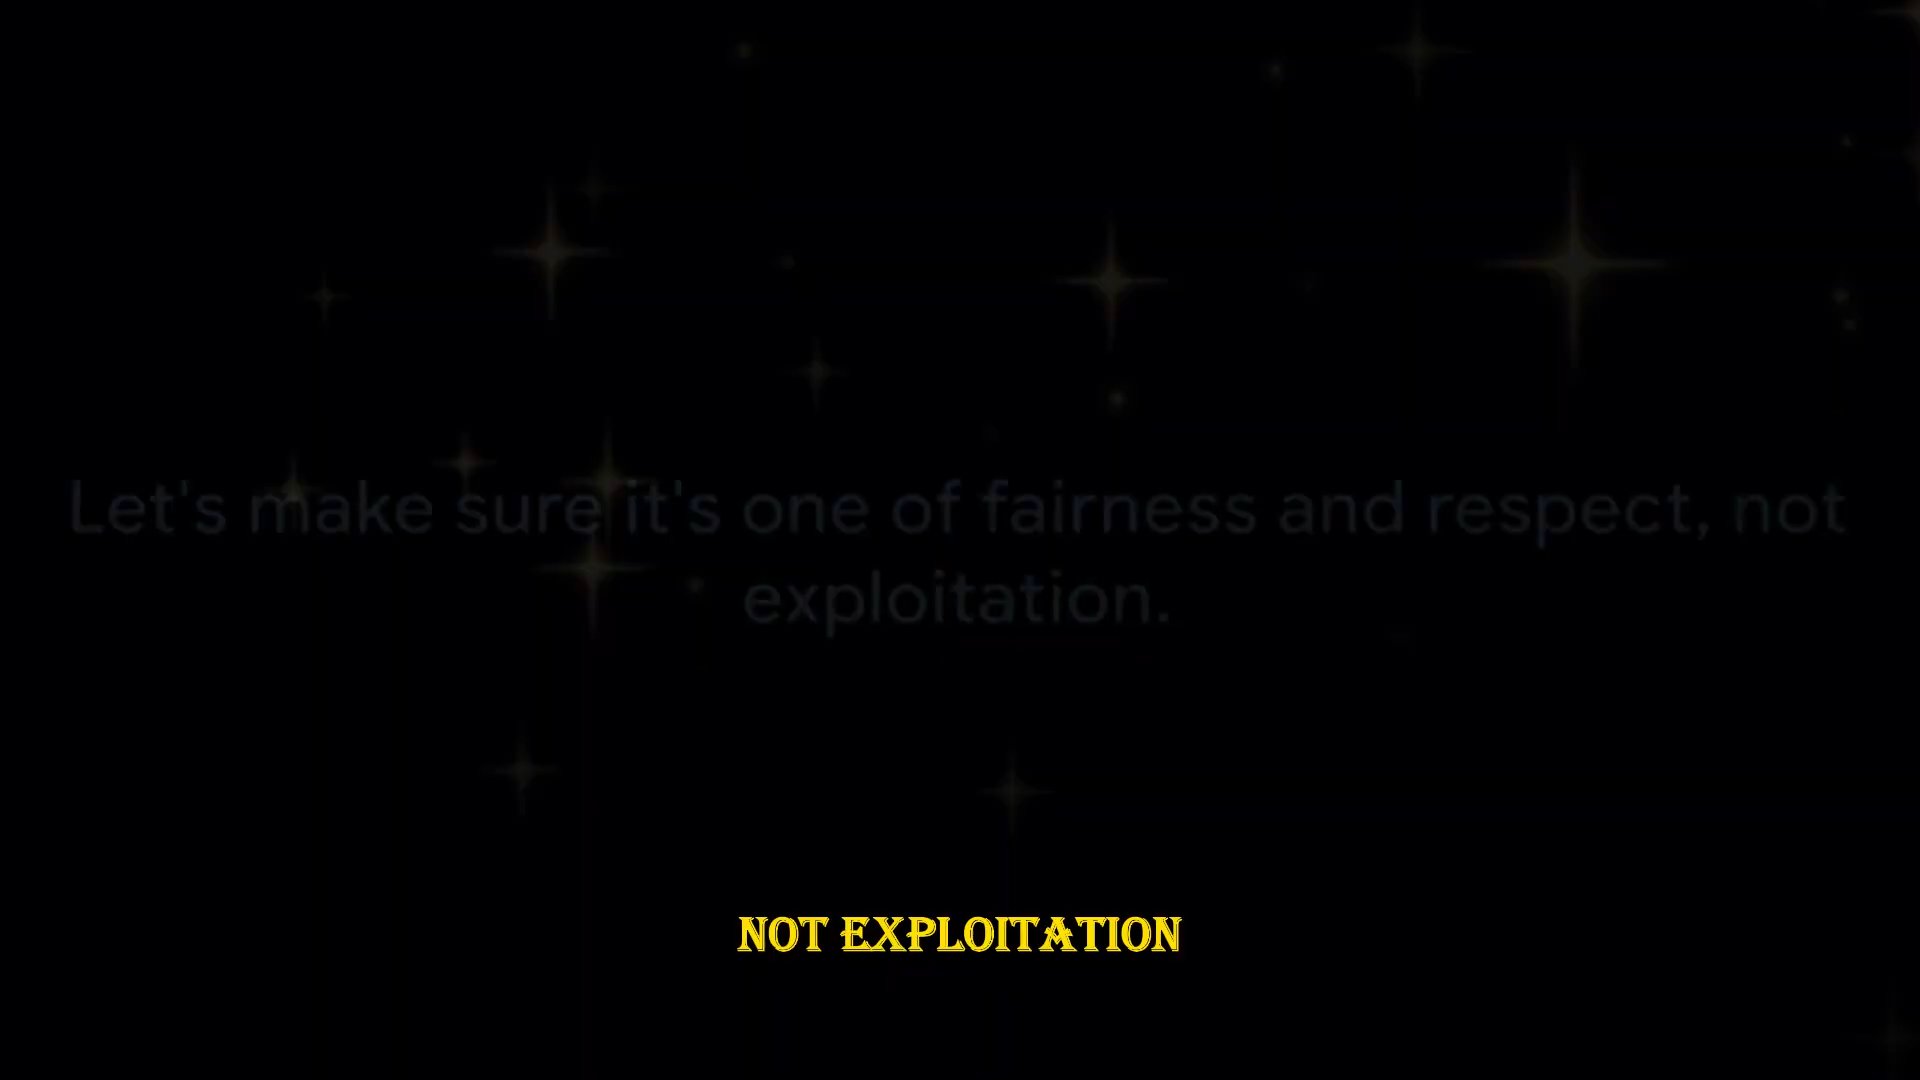 Let's make sure it's one of fairness and respect, not
exploitation.
NOT EXPLOITATION